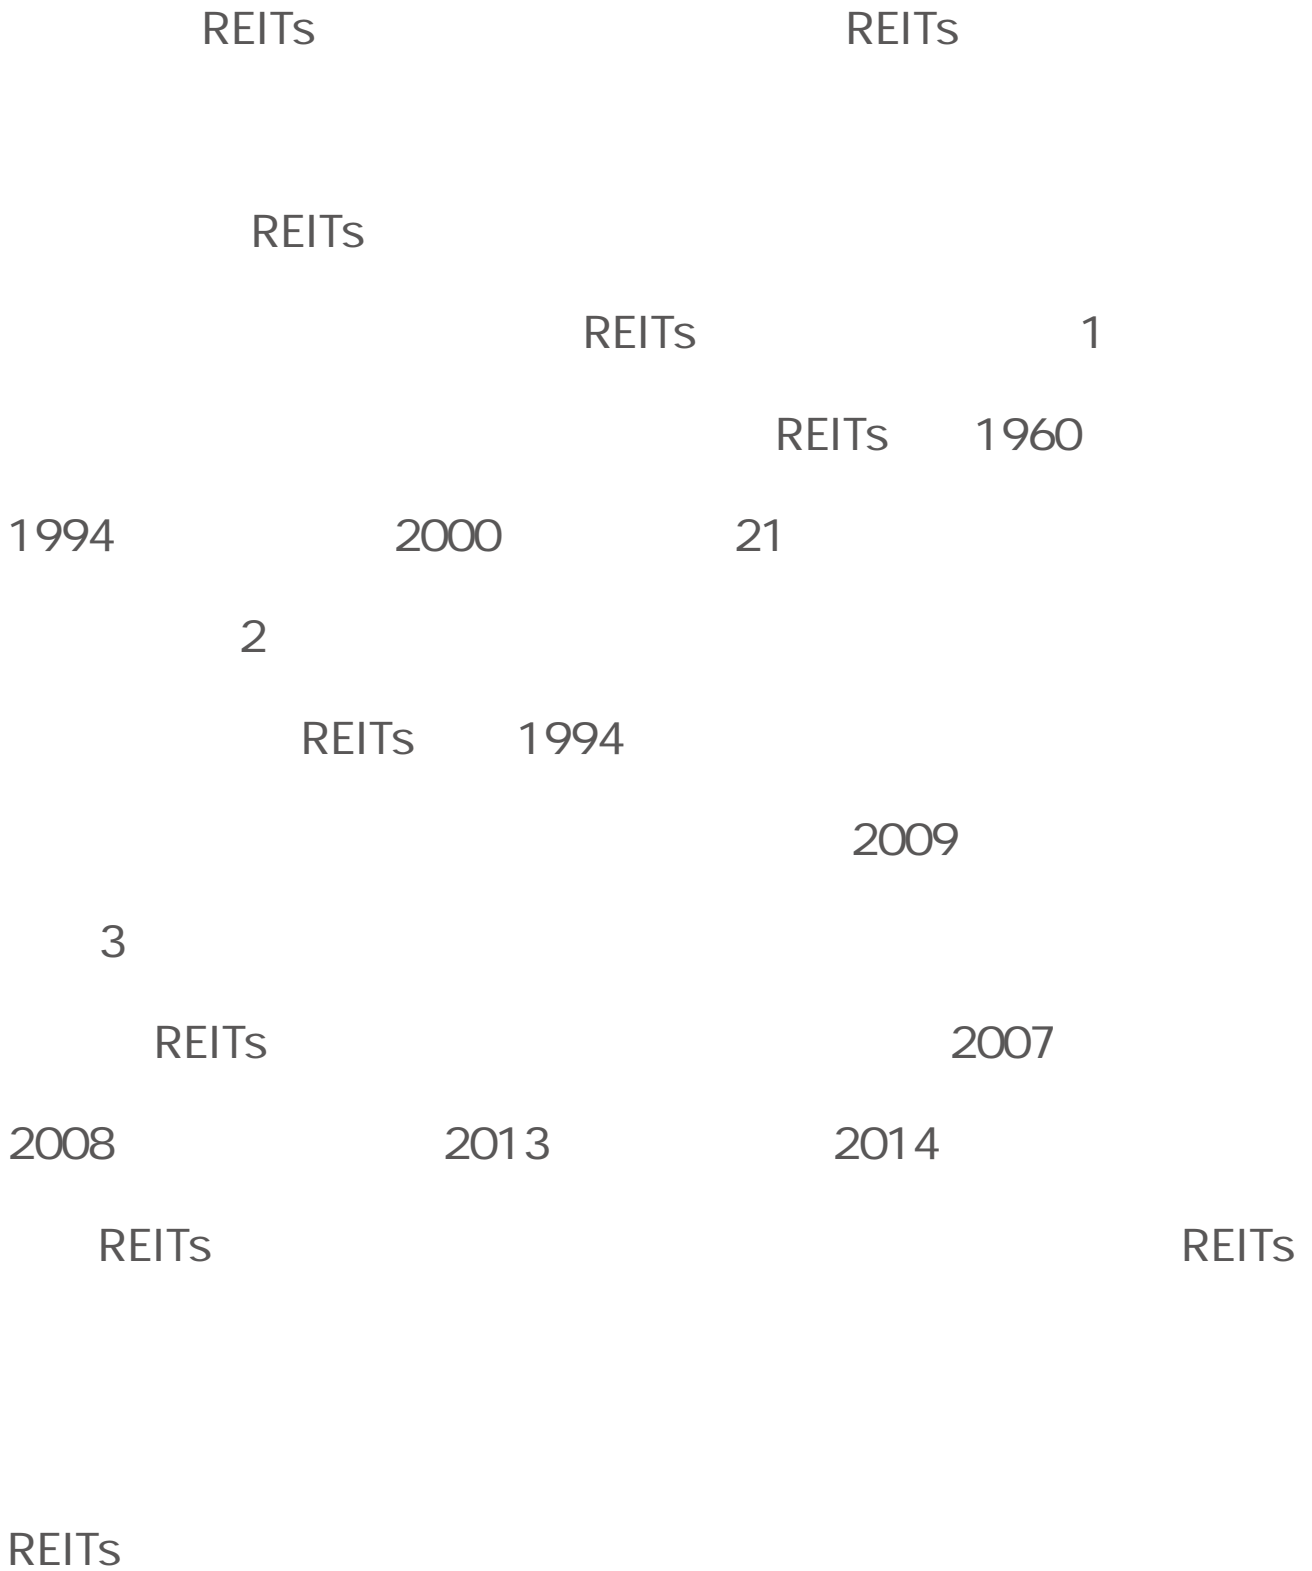 REITs REITs
REITs
REITs 1
REITs 1960
1994 2000 21
2
REITs 1994
2009
3
REITs 2007
2008 2013 2014
REITs REITs
REITs